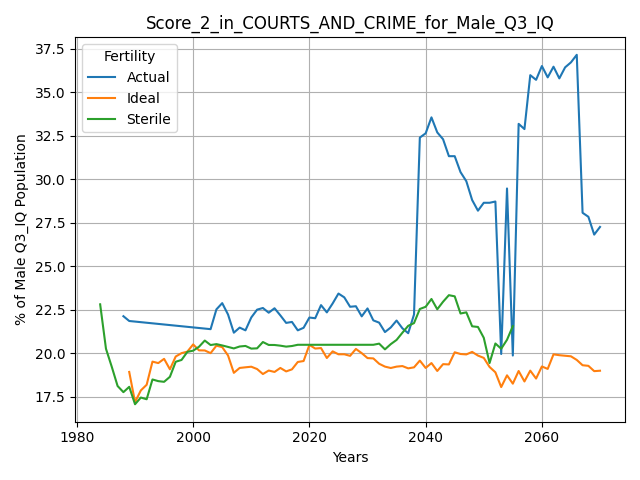 Score_2_in_COURTS_AND_CRIME_for_Male_Q3_IQ
% of Male Q3_IQ Population
37.5
35.0
32.5
30.0
27.5
25.0
22.5
20.0
17.5
Fertility
Actual
Ideal
Sterile
1980
2000
2020
2040
2060
Years